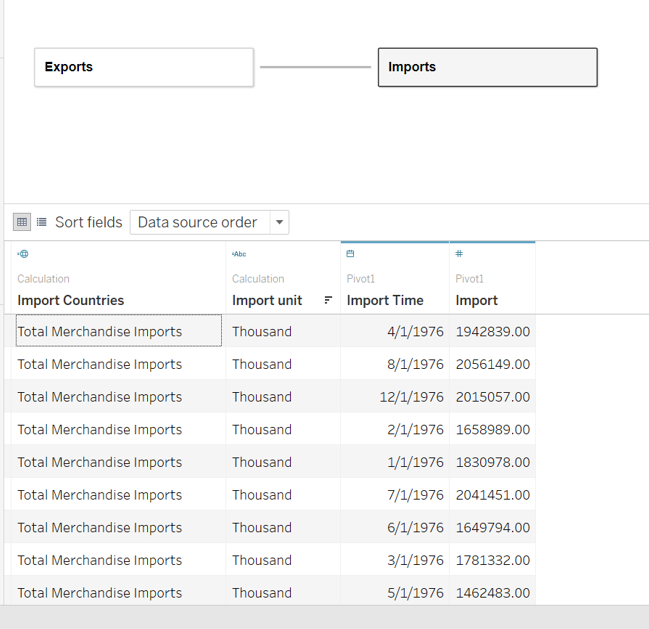 Exports Imports
Sort fields Data source order
Abc #
Calculation Calculation Pivot1 Pivot1
Import Countries Import unit Import Time Import
Total Merchandise Imports Thousand 4/1/1976 1942839.00
Total Merchandise Imports Thousand 8/1/1976 2056149.00
Total Merchandise Imports Thousand 12/1/1976 2015057.00
Total Merchandise Imports Thousand 2/1/1976 1658989.00
Total Merchandise Imports Thousand 1/1/1976 1830978.00
Total Merchandise Imports Thousand 7/1/1976 2041451.00
Total Merchandise Imports Thousand 6/1/1976 1649794.00
Total Merchandise Imports Thousand 3/1/1976 1781332.00
Total Merchandise Imports Thousand 5/1/1976 1462483.00